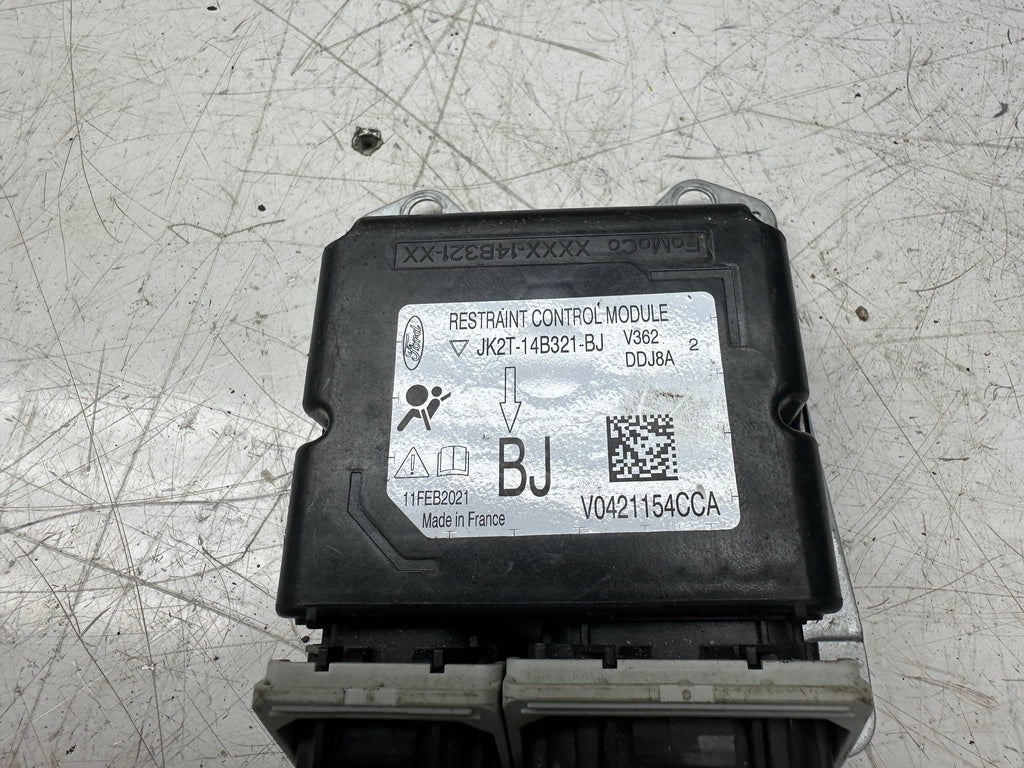 FoMoCo XXXX-14B321-XX
Ford
RESTRAINT CONTROL MODULE
JK2T-14B321-BJ V362 2
DDJ8A
BJ
11FEB2021
Made in France
V0421154CCA